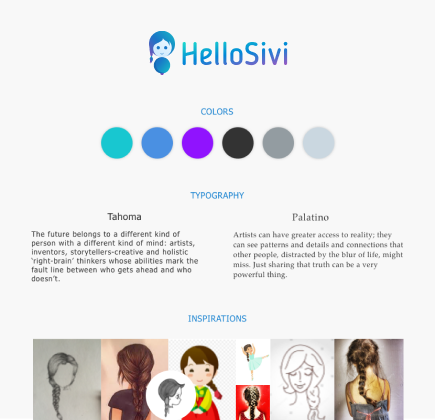 HelloSivi
COLORS
TYPOGRAPHY
Tahoma
The future belongs to a different kind of
person with a different kind of mind: artists,
inventors, storytellers-creative and holistic
‘right-brain’ thinkers whose abilities mark the
fault line between who gets ahead and who
doesn’t.
Palatino
Artists can have greater access to reality; they
can see patterns and details and connections that
other people, distracted by the blur of life, might
miss. Just sharing that truth can be a very
powerful thing.
INSPIRATIONS